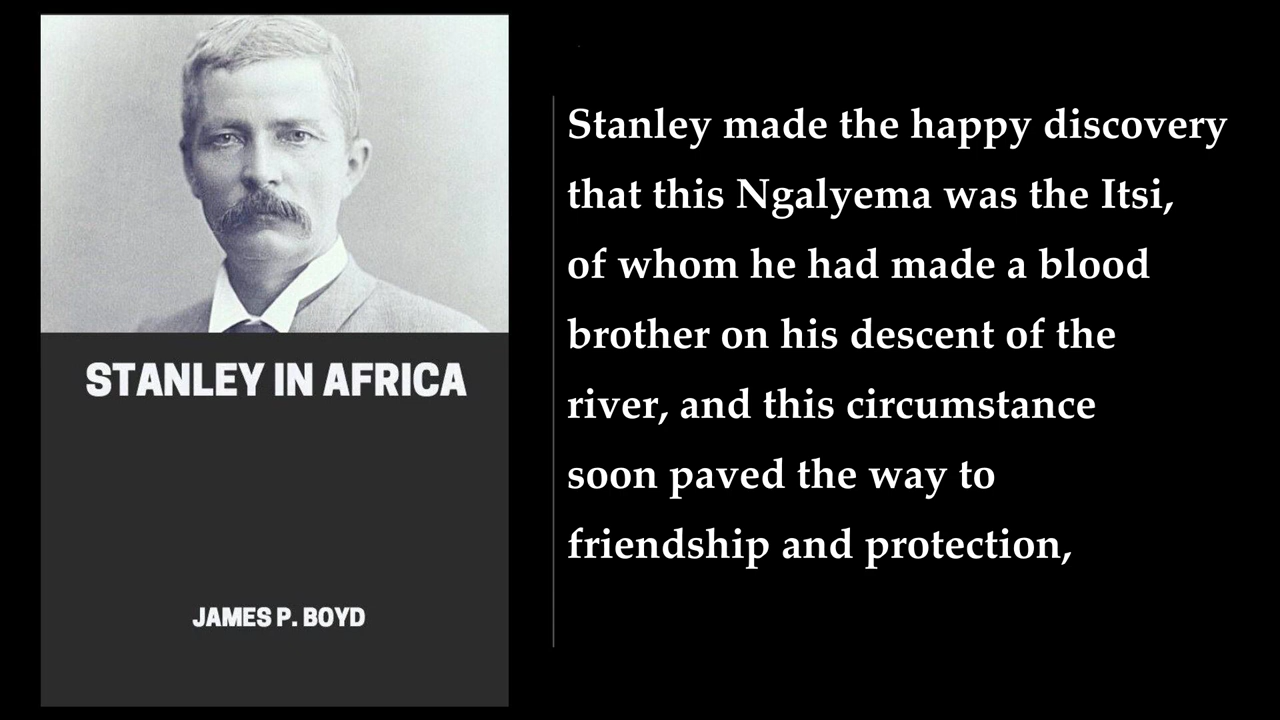 STANLEY IN AFRICA
JAMES P. BOYD
Stanley made the happy discovery
that this Ngalyema was the Itsi,
of whom he had made a blood
brother on his descent of the
river, and this circumstance
soon paved the way to
friendship and protection,